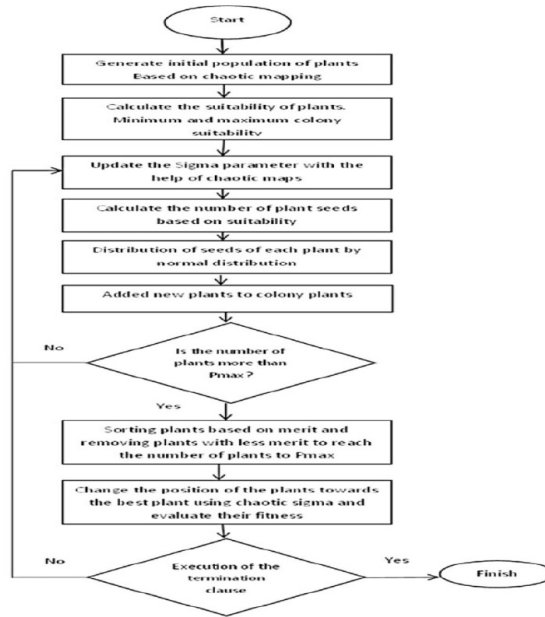 Start
Generate initial population of plants
Based on chaotic mapping
Calculate the suitability of plants.
Minimum and maximum colony
suitability
Update the Sigma parameter with the
help of chaotic maps
Calculate the number of plant seeds
based on suitability
Distribution of seeds of each plant by
normal distribution
Added new plants to colony plants
No
Is the number of
plants more than
Pmax?
Yes
Sorting plants based on merit and
removing plants with less merit to reach
the number of plants to Pmax
Change the position of the plants towards
the best plant using chaotic sigma and
evaluate their fitness
No
Execution of the
termination
clause
Yes
Finish